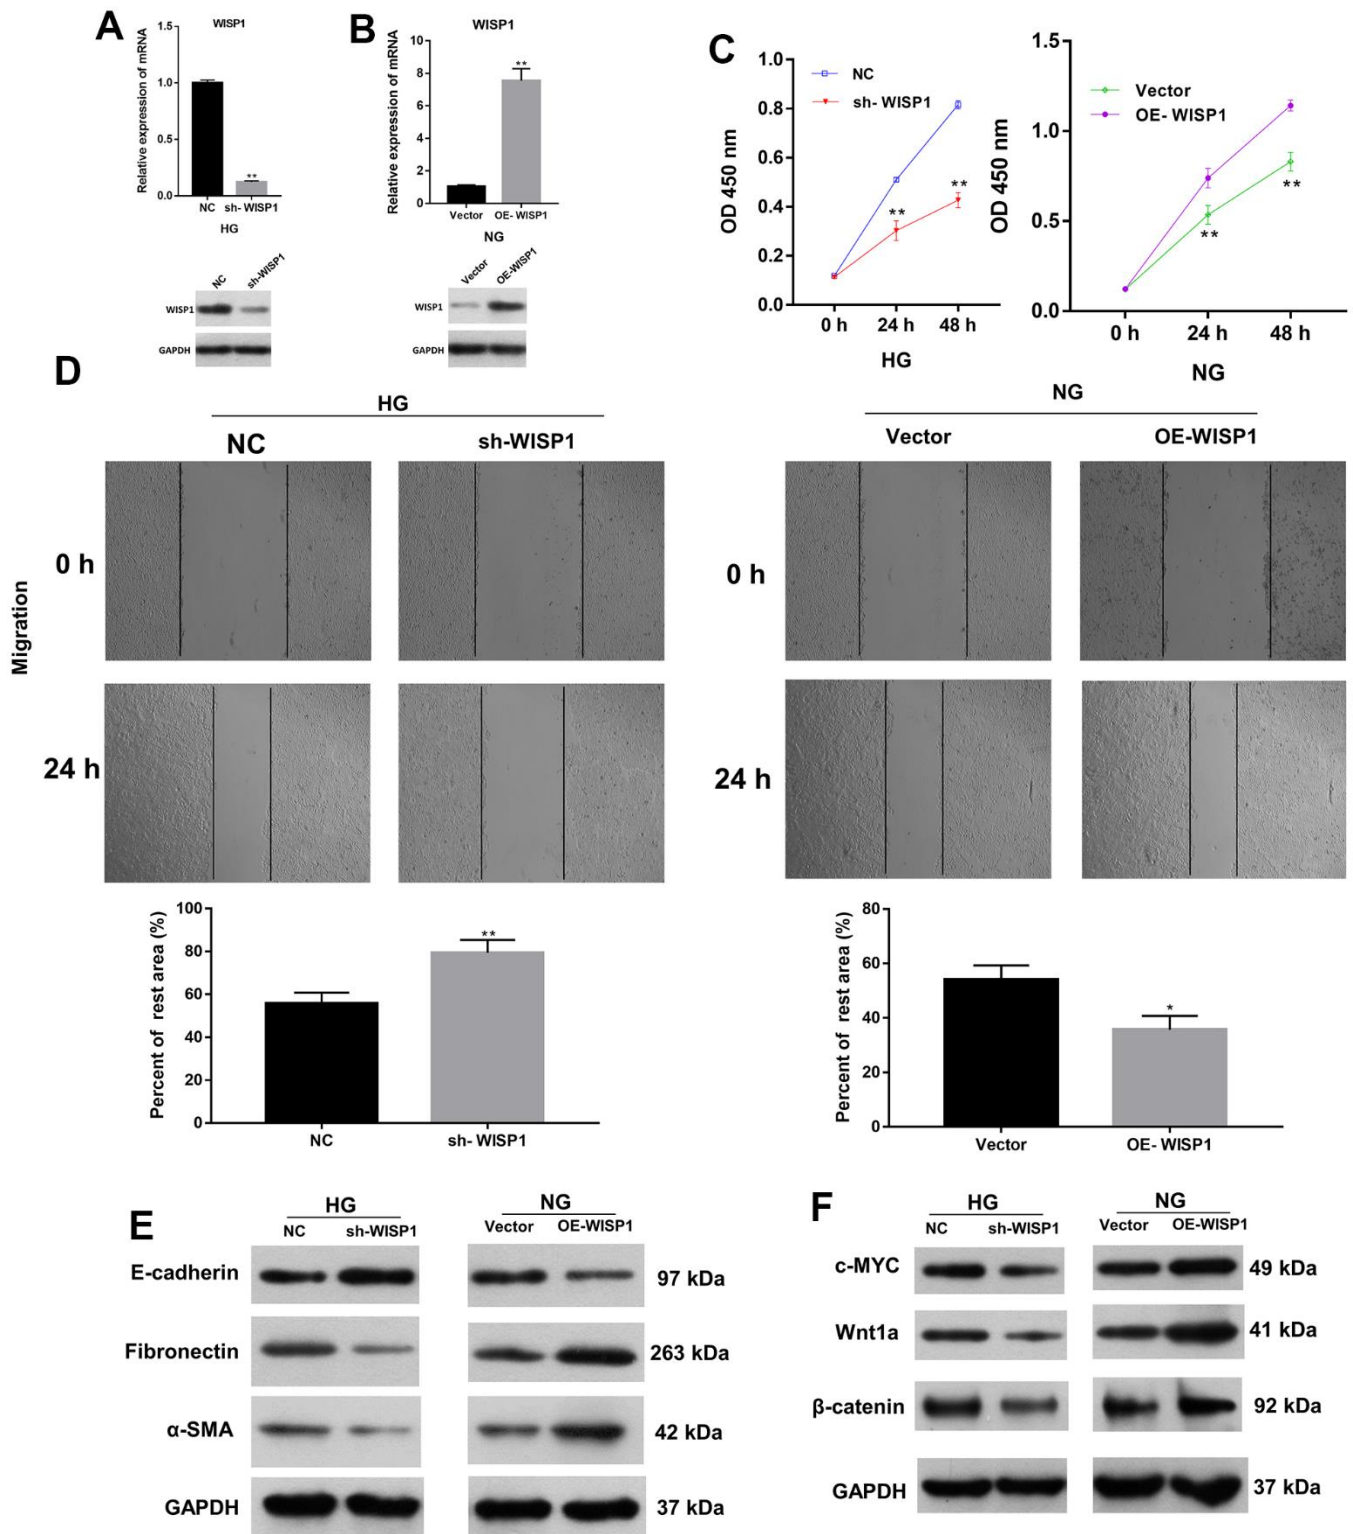 A
WISP1
Relative expression of mRNA
1.5
1.0
0.5
0.0
**
NC sh- WISP1
HG
NC sh-WISP1
WISP1
GAPDH
B
WISP1
Relative expression of mRNA
10
8
6
4
2
0
**
Vector OE- WISP1
NG
Vector OE-WISP1
WISP1
GAPDH
C
OD 450 nm
1.0
0.8
0.6
0.4
0.2
0.0
NC
sh- WISP1
**
**
0 h 24 h 48 h
HG
OD 450 nm
1.5
1.0
0.5
0.0
Vector
OE- WISP1
**
**
0 h 24 h 48 h
NG
D
HG
NC sh-WISP1
NG
Vector OE-WISP1
Migration
0 h
0 h
24 h
24 h
Percent of rest area (%)
100
80
60
40
20
0
**
NC sh- WISP1
Percent of rest area (%)
80
60
40
20
0
*
Vector OE- WISP1
E
HG NG
NC sh-WISP1 Vector OE-WISP1
E-cadherin 97 kDa
Fibronectin 263 kDa
α-SMA 42 kDa
GAPDH 37 kDa
F
HG NG
NC sh-WISP1 Vector OE-WISP1
c-MYC 49 kDa
Wnt1a 41 kDa
β-catenin 92 kDa
GAPDH 37 kDa